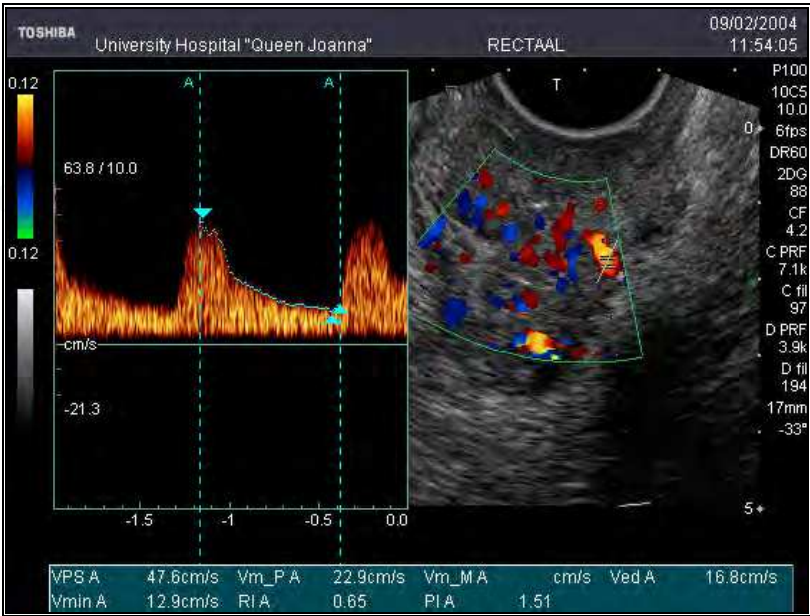 TOSHIBA
University Hospital "Queen Joanna"
RECTAAL
09/02/2004
11:54:05
0.12
0.12
A
A
63.8/10.0
-cm/s
-21.3
-1.5 -1 -0.5 0.0
T
0
5
P100
10C5
10.0
6fps
DR60
2DG
88
CF
4.2
C PRF
7.1k
C fil
97
D PRF
3.9k
D fil
194
17mm
-33°
VPS A 47.6cm/s Vm_P A 22.9cm/s Vm_M A cm/s Ved A 16.8cm/s
Vmin A 12.9cm/s RI A 0.65 PI A 1.51